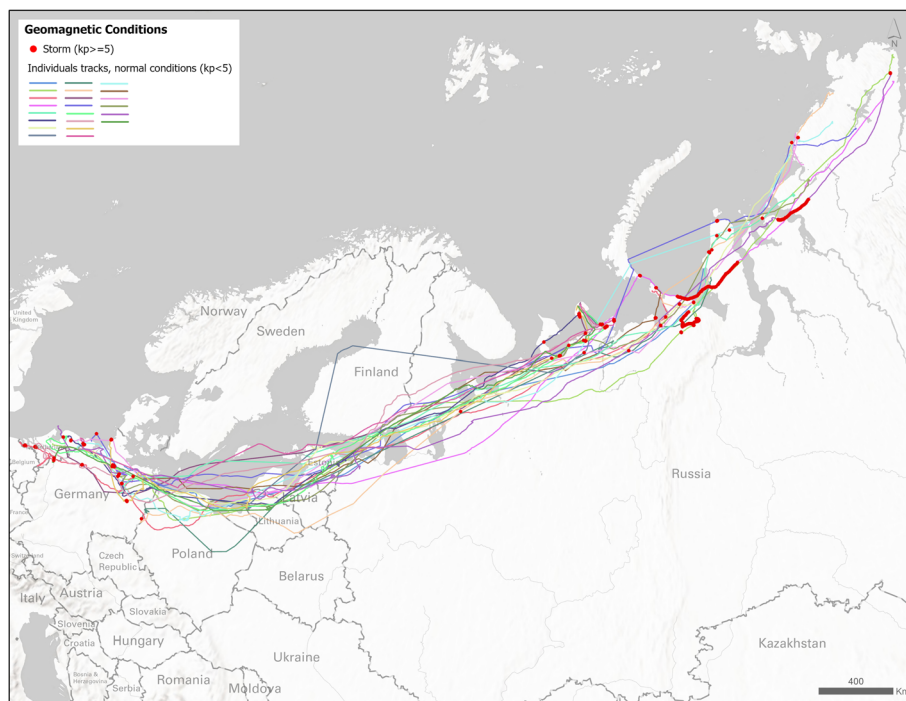 Geomagnetic Conditions
Storm (kp>=5)
Individuals tracks, normal conditions (kp<5)
N
Norway
Sweden
Finland
United
Kingdom
Estonia
Russia
Latvia
Belgium
Germany
Lithuania
France
Poland
Czech
Republic
Belarus
Switzerland
Slovakia
Austria
Italy
Slovenia
Hungary
Croatia
Ukraine
Kazakhstan
Bosnia &
Herzegovina
Romania
Serbia
Moldova
400
Km